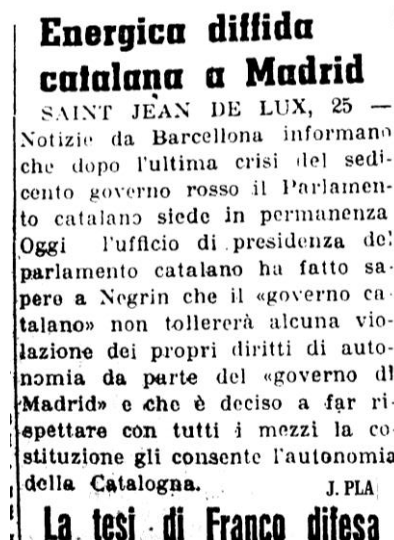 Energica diffida
catalana a Madrid
SAINT JEAN DE LUX, 25 —
Notizie da Barcellona informano
che dopo l'ultima crisi del sedi-
cento governo rosso il Parlamen-
to catalano siede in permanenza
Oggi l'ufficio di presidenza del
parlamento catalano ha fatto sa-
pere a Negrin che il «governo ca-
talano» non tollererà alcuna vio-
lazione dei propri diritti di auto-
nomia da parte del «governo di
Madrid» e che è deciso a far ri-
spettare con tutti i mezzi la co-
stituzione gli consente l'autonomia
della Catalogna.
J. PLA
La tesi di Franco difesa